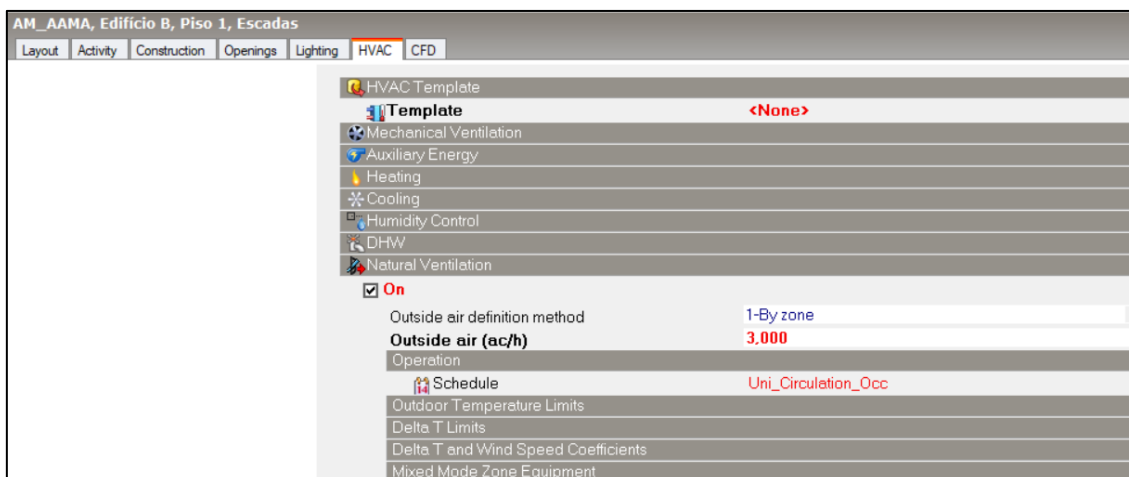 AM_AAMA, Edifício B, Piso 1, Escadas
Layout Activity Construction Openings Lighting HVAC CFD
HVAC Template
Template <None>
Mechanical Ventilation
Auxiliary Energy
Heating
Cooling
Humidity Control
DHW
Natural Ventilation
On
Outside air definition method 1-By zone
Outside air (ac/h) 3,000
Operation
14 Schedule Uni_Circulation_Occ
Outdoor Temperature Limits
Delta T Limits
Delta T and Wind Speed Coefficients
Mixed Mode Zone Equipment